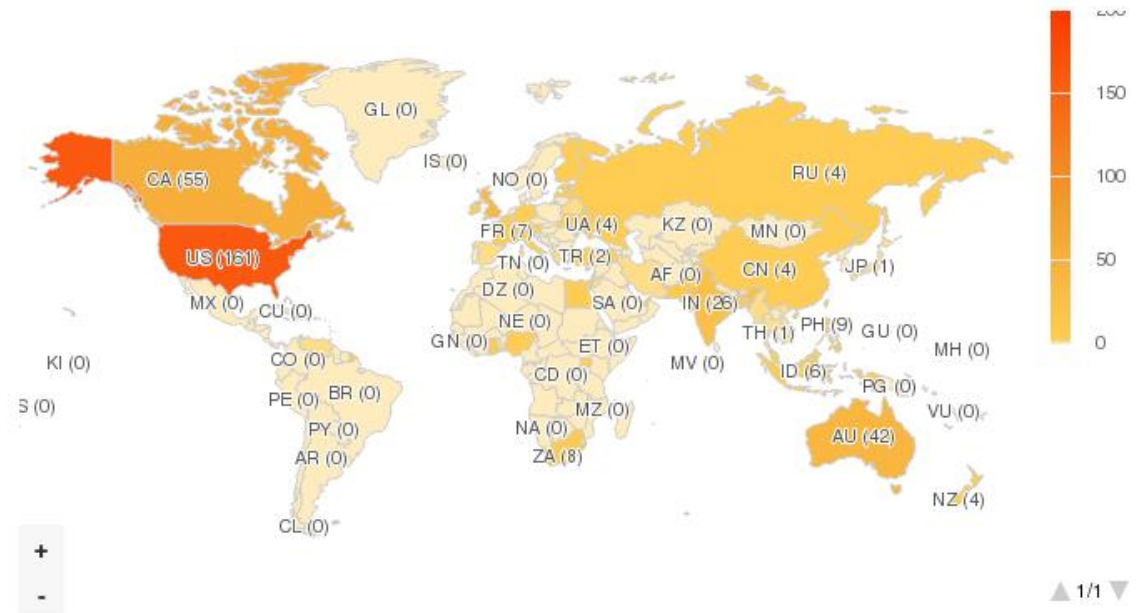 150
100
50
0
GL (0)
IS (0)
NO (0)
RU (4)
CA (55)
FR (7)
UA (4)
KZ (0)
MN (0)
US (161)
TN (0)
TR (2)
AF (0)
CN (4)
JP (1)
MX (0)
CU (0)
DZ (0)
SA (0)
IN (26)
NE (0)
GN (0)
ET (0)
TH (1)
PH (9)
GU (0)
MH (0)
KI (0)
CO (0)
CD (0)
MV (0)
ID (6)
PG (0)
PE (0)
BR (0)
S (0)
MZ (0)
VU (0)
PY (0)
NA (0)
AU (42)
AR (0)
ZA (8)
NZ (4)
CL (0)
+
-
1/1